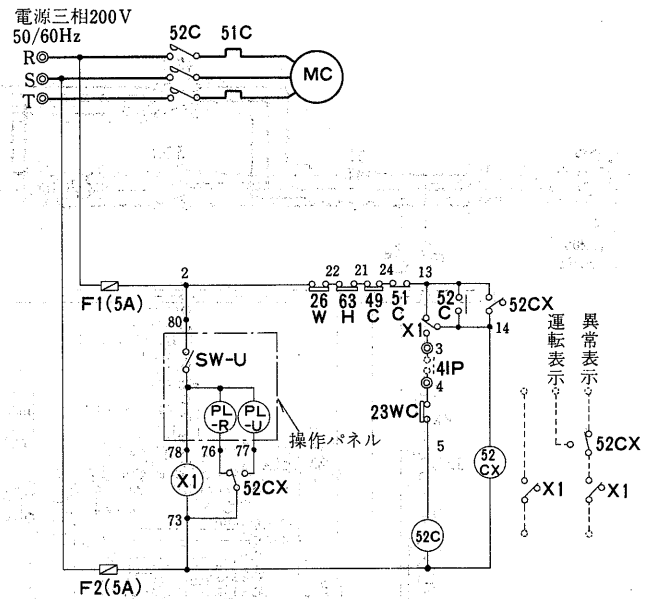 電源三相200V
50/60Hz
52C 51C
R
S
T
MC
2
22 21 24 13
F1(5A)
26
W
63
H
49
C
51
C
52
C
52CX
X1
14
80
SW-U
3
41P
4
運転表示
異常表示
PL
-R
PL
-U
23WC
操作パネル
78 76 77
5
52CX
X1
52CX
52
CX
X1
X1
73
52C
F2(5A)